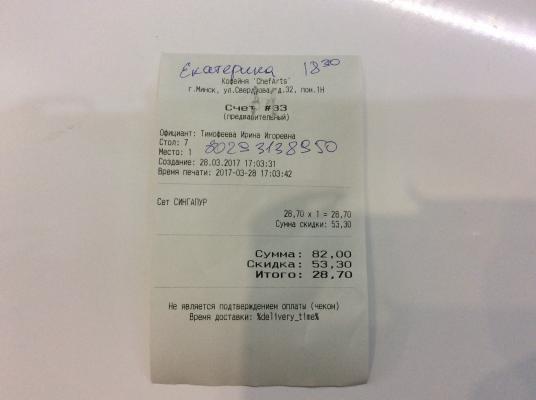 Екатерина 18 30
Кофейня 'ChefArts'
г.Минск, ул.Свердлова, д.32, пом.1Н
Счет #33
(предварительный)
Официант: Тимофеева Ирина Игоревна
Стол: 7
Место: 1
80293138950
Создание: 28.03.2017 17:03:31
Время печати: 2017-03-28 17:03:42
Сет СИНГАПУР
28,70 x 1 = 28,70
Сумма скидки: 53,30
Сумма: 82,00
Скидка: 53,30
Итого: 28,70
Не является подтверждением оплаты (чеком)
Время доставки: %delivery_time%